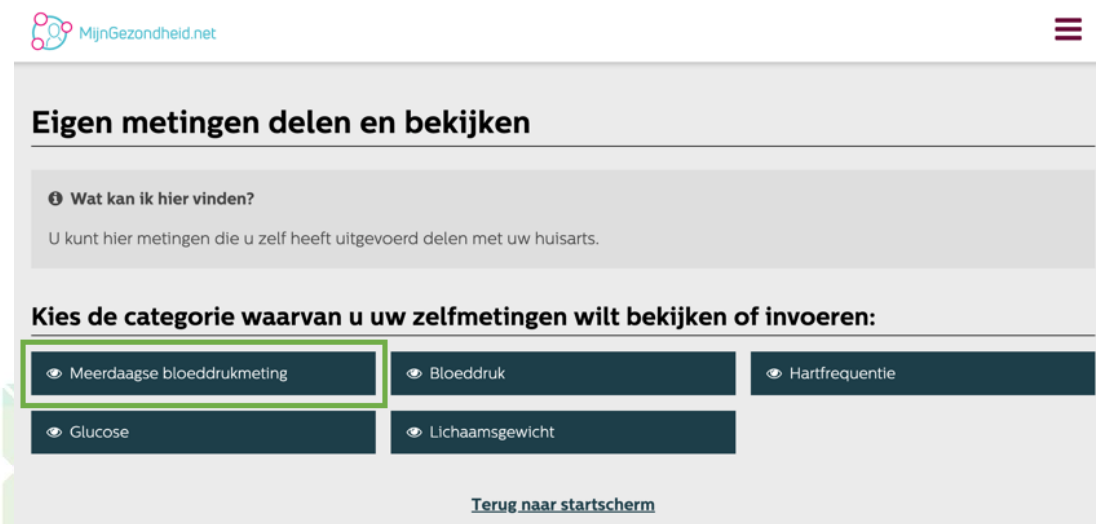 MijnGezondheid.net
Eigen metingen delen en bekijken
Wat kan ik hier vinden?
U kunt hier metingen die u zelf heeft uitgevoerd delen met uw huisarts.
Kies de categorie waarvan u uw zelfmetingen wilt bekijken of invoeren:
Meerdaagse bloeddrukmeting
Bloeddruk
Hartfrequentie
Glucose
Lichaamsgewicht
Terug naar startscherm